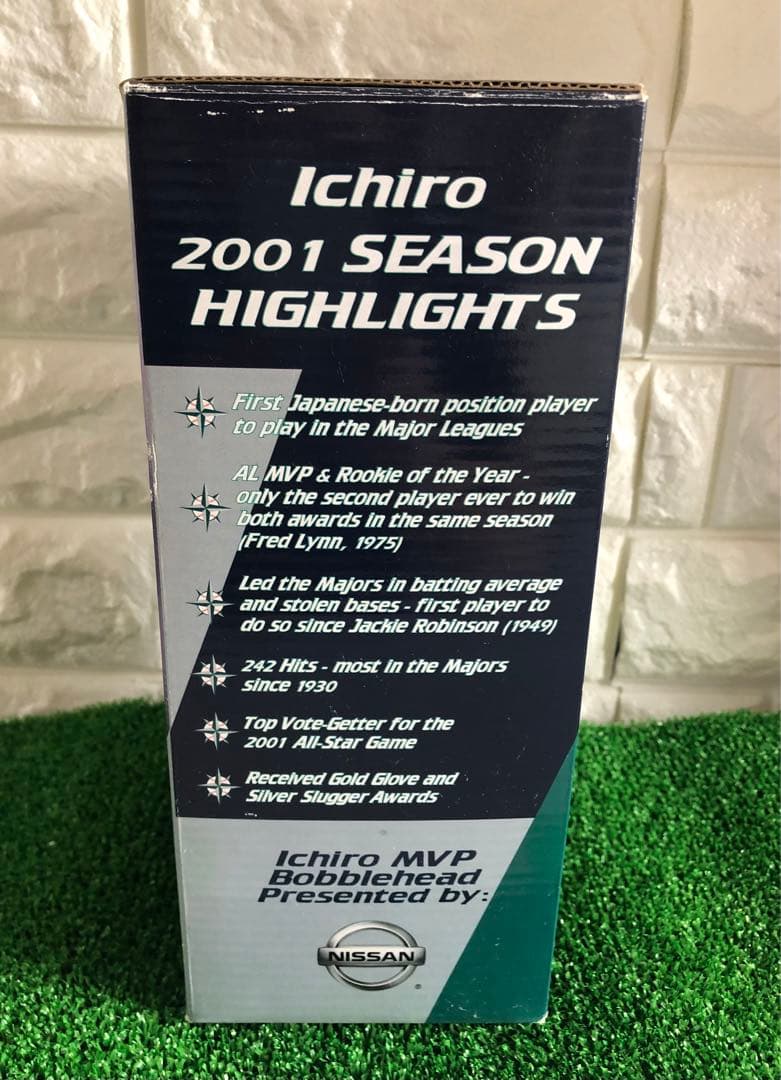 Ichiro
2001 SEASON
HIGHLIGHTS
First Japanese-born position player
to play in the Major Leagues
AL MVP & Rookie of the Year -
only the second player ever to win
both awards in the same season
(Fred Lynn, 1975)
Led the Majors in batting average
and stolen bases - first player to
do so since Jackie Robinson (1949)
242 Hits - most in the Majors
since 1930
Top Vote-Getter for the
2001 All-Star Game
Received Gold Glove and
Silver Slugger Awards
Ichiro MVP
Bobblehead
Presented by:
NISSAN
®